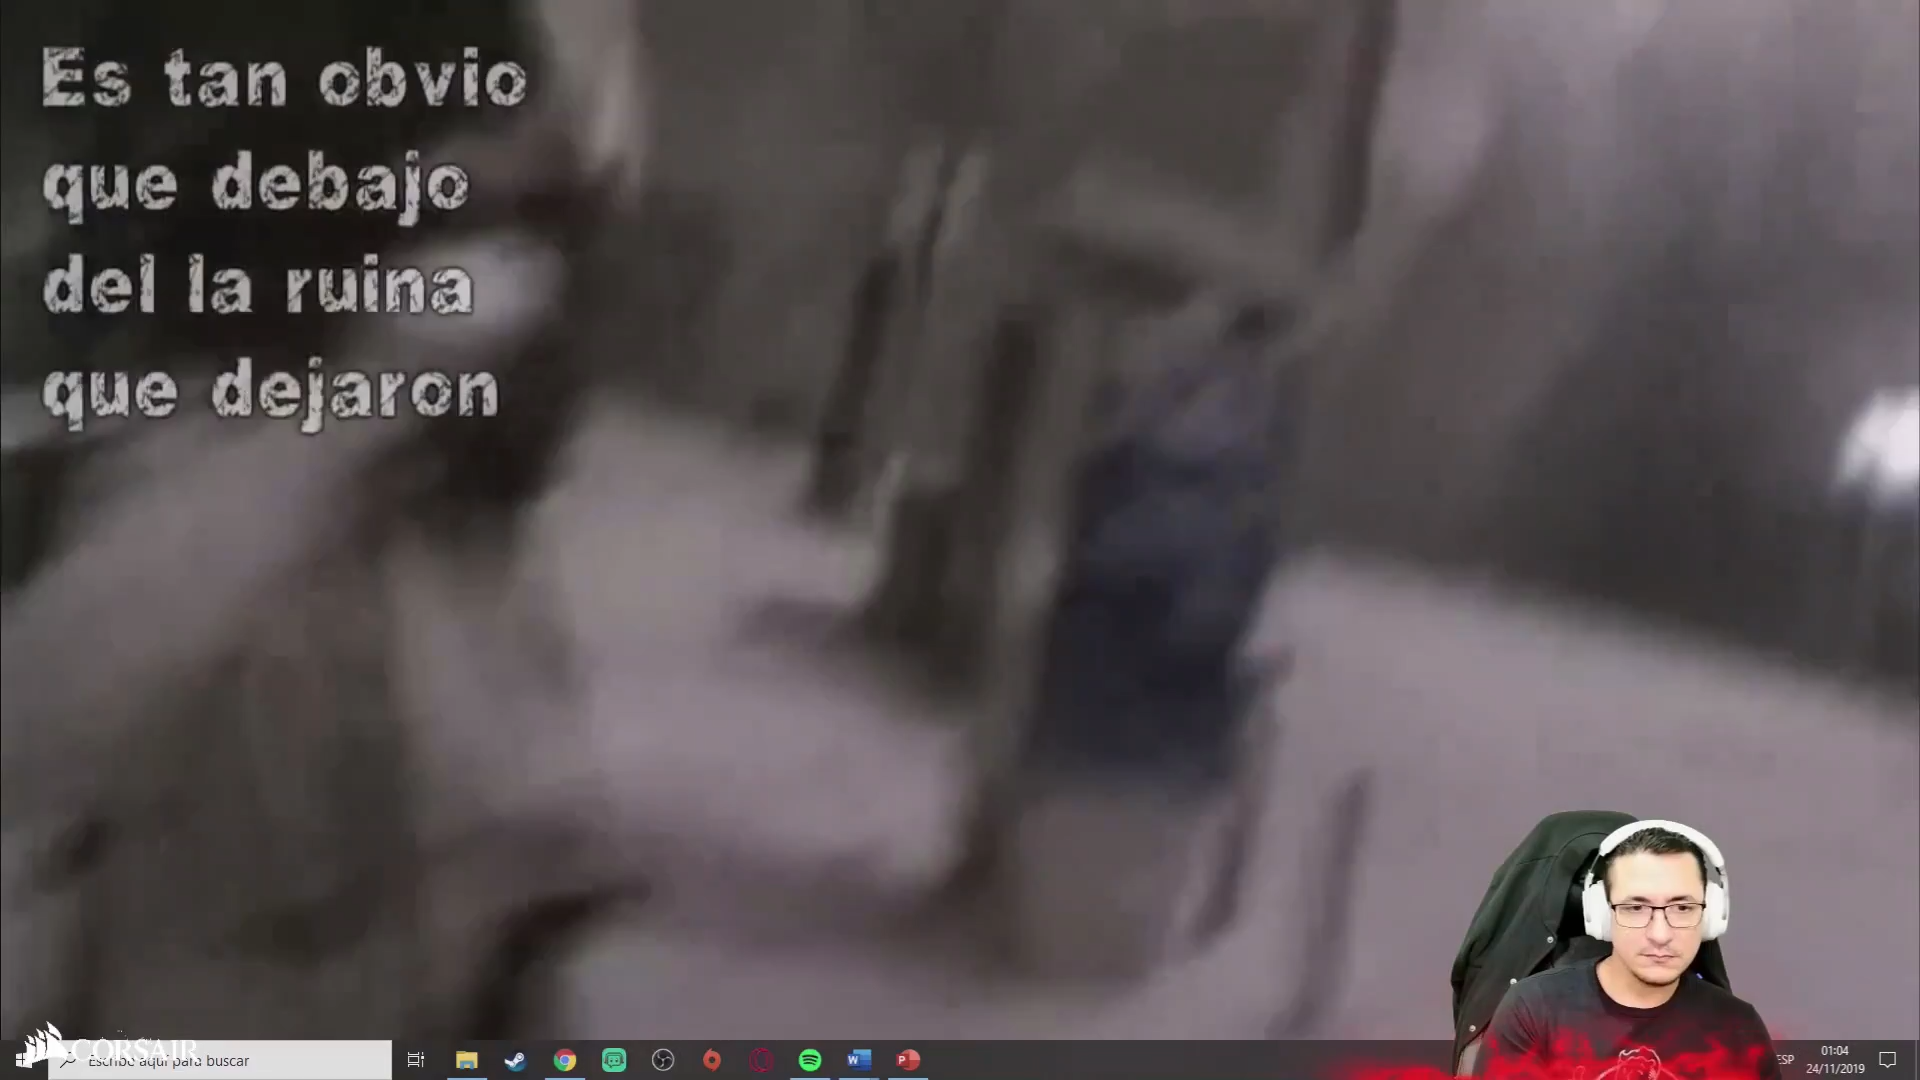 Es tan obvio
que debajo
del la ruina
que dejaron
CORSAIR
Escribe aquí para buscar
ESP
01:04
24/11/2019